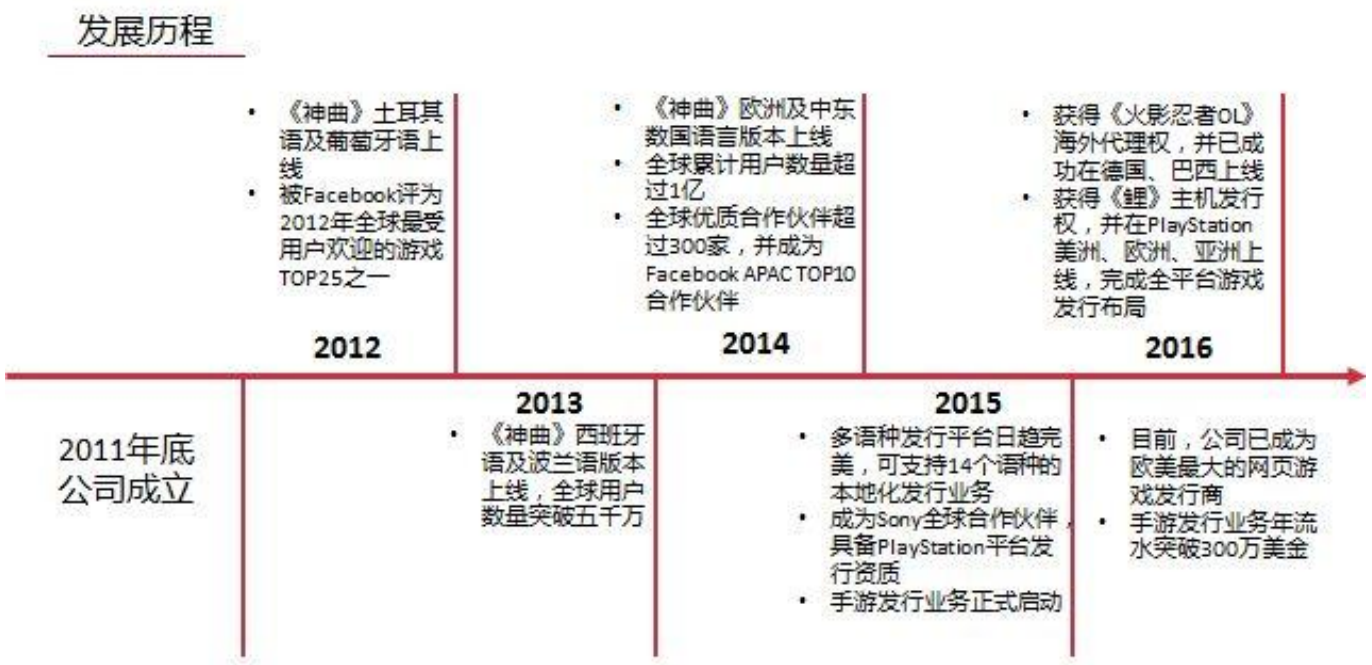 发展历程
2011年底
公司成立
• 《神曲》土耳其
语及葡萄牙语上
线
• 被Facebook评为
2012年全球最受
用户欢迎的游戏
TOP25之一
2012
2013
• 《神曲》西班牙
语及波兰语版本
上线，全球用户
数量突破五千万
• 《神曲》欧洲及中东
数国语言版本上线
• 全球累计用户数量超
过1亿
• 全球优质合作伙伴超
过300家，并成为
Facebook APAC TOP10
合作伙伴
2014
2015
• 多语种发行平台日趋完
美，可支持14个语种的
本地化发行业务
• 成为Sony全球合作伙伴，
具备PlayStation平台发
行资质
• 手游发行业务正式启动
• 获得《火影忍者OL》
海外代理权，并已成
功在德国、巴西上线
• 获得《鲤》主机发行
权，并在PlayStation
美洲、欧洲、亚洲上
线，完成全平台游戏
发行布局
2016
• 目前，公司已成为
欧美最大的网页游
戏发行商
• 手游发行业务年流
水突破300万美金